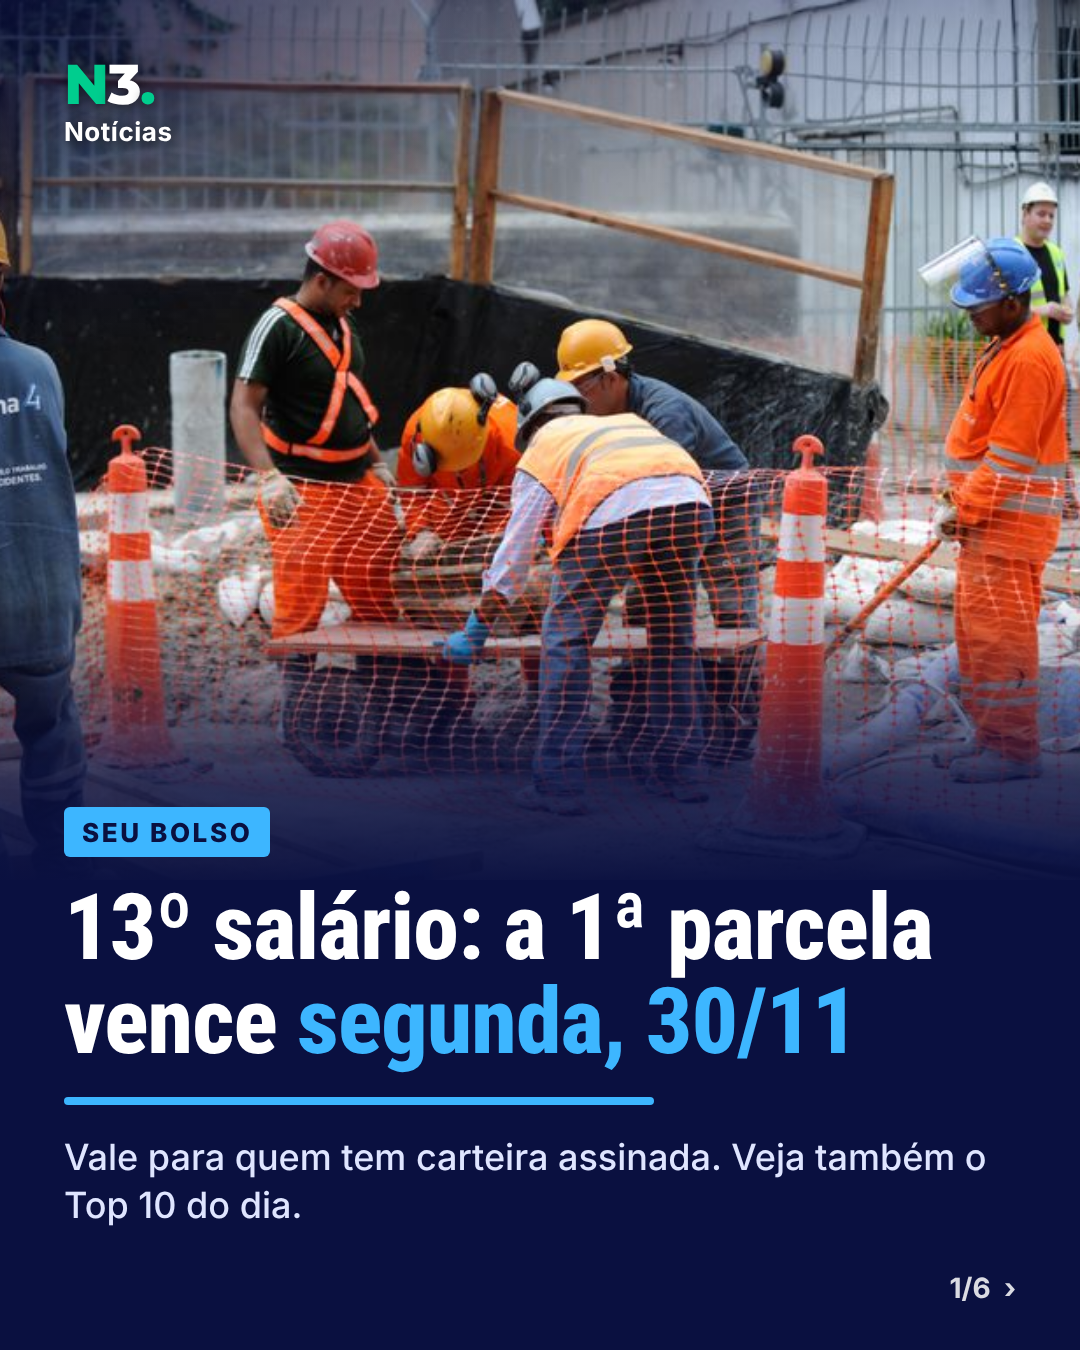 N3.
Notícias
4
SEU BOLSO
13º salário: a 1ª parcela
vence segunda, 30/11
Vale para quem tem carteira assinada. Veja também o
Top 10 do dia.
1/6 ›